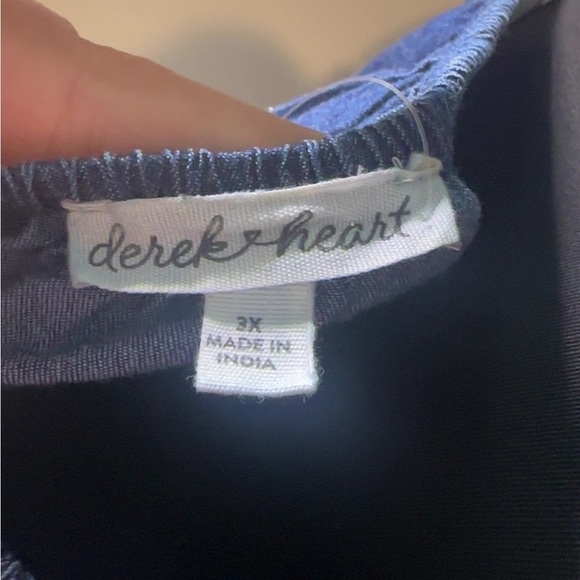 derek heart
3X
MADE IN
INDIA